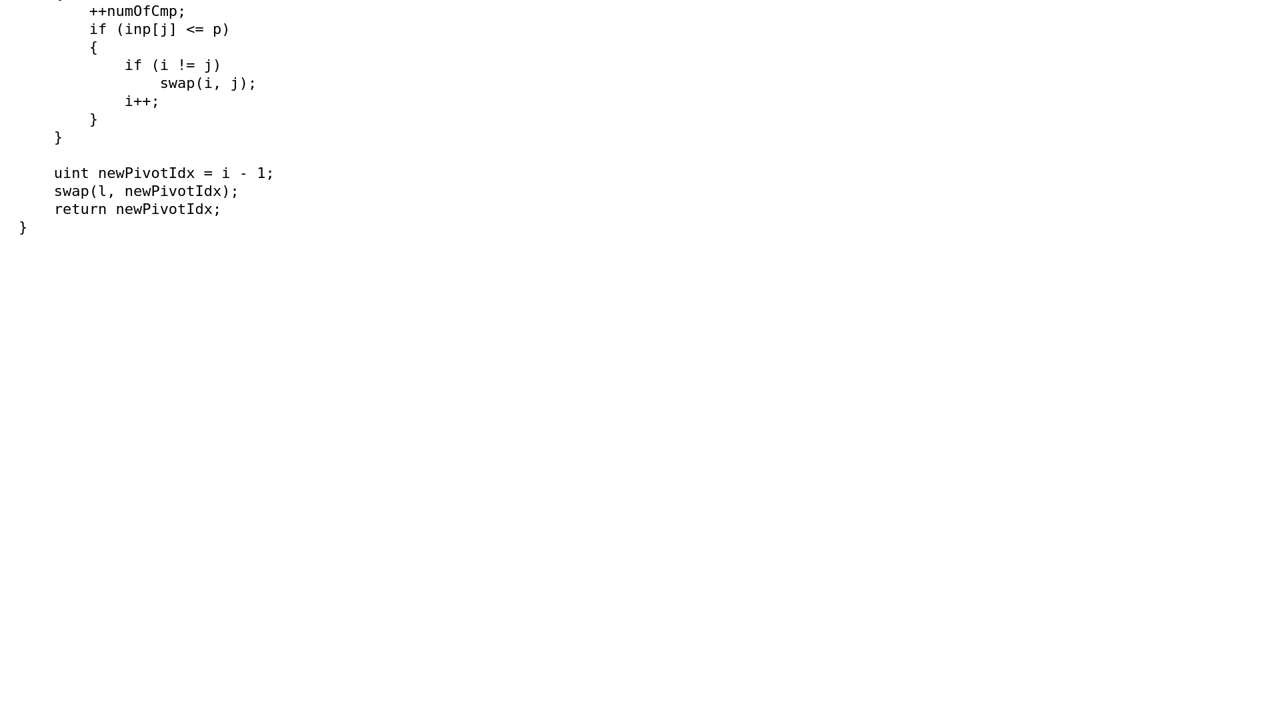 ++numOfCmp;
if (inp[j] <= p)
{
if (i != j)
swap(i, j);
i++;
}
}
uint newPivotIdx = i - 1;
swap(l, newPivotIdx);
return newPivotIdx;
}